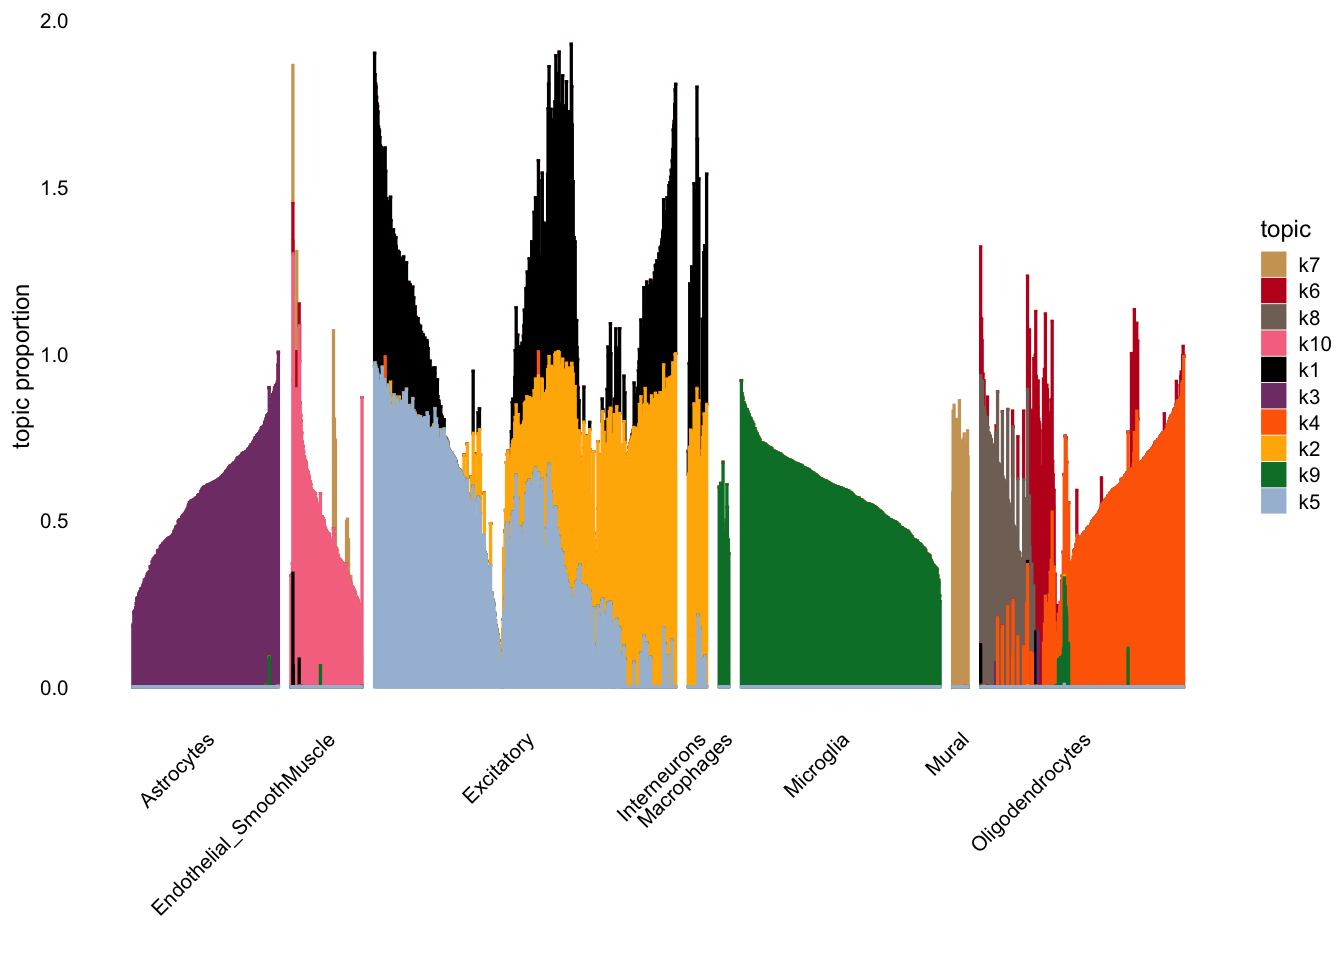 2.0
1.5
1.0
0.5
0.0
topic proportion
Astrocytes
Endothelial_SmoothMuscle
Excitatory
Interneurons
Macrophages
Microglia
Mural
Oligodendrocytes
topic
k7
k6
k8
k10
k1
k3
k4
k2
k9
k5